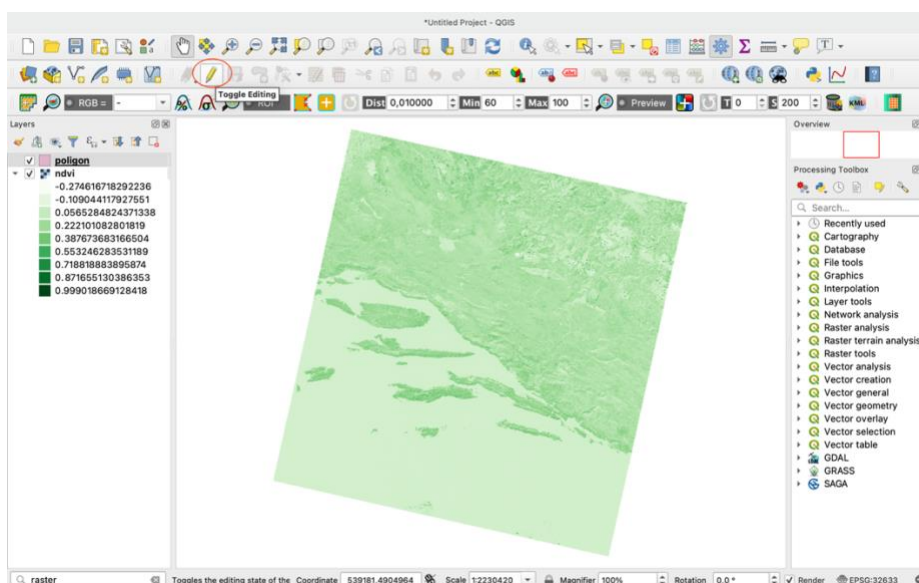 *Untitled Project - QGIS
abc
abc
abc
Toggle Editing
RGB =
-
ROI
Dist 0,010000
Min 60
Max 100
Preview
T 0
S 200
KML
Layers
poligon
ndvi
-0.274616718292236
-0.109044117927551
0.0565284824371338
0.222101082801819
0.387673683166504
0.553246283531189
0.718818883895874
0.871655130386353
0.999018669128418
Overview
Processing Toolbox
Search...
Recently used
Cartography
Database
File tools
Graphics
Interpolation
Layer tools
Network analysis
Raster analysis
Raster terrain analysis
Raster tools
Vector analysis
Vector creation
Vector general
Vector geometry
Vector overlay
Vector selection
Vector table
GDAL
GRASS
SAGA
raster
Toggles the editing state of the Coordinate 539181.4904964 Scale 1:2230420 Magnifier 100% Rotation 0.0 ° Render EPSG:32633